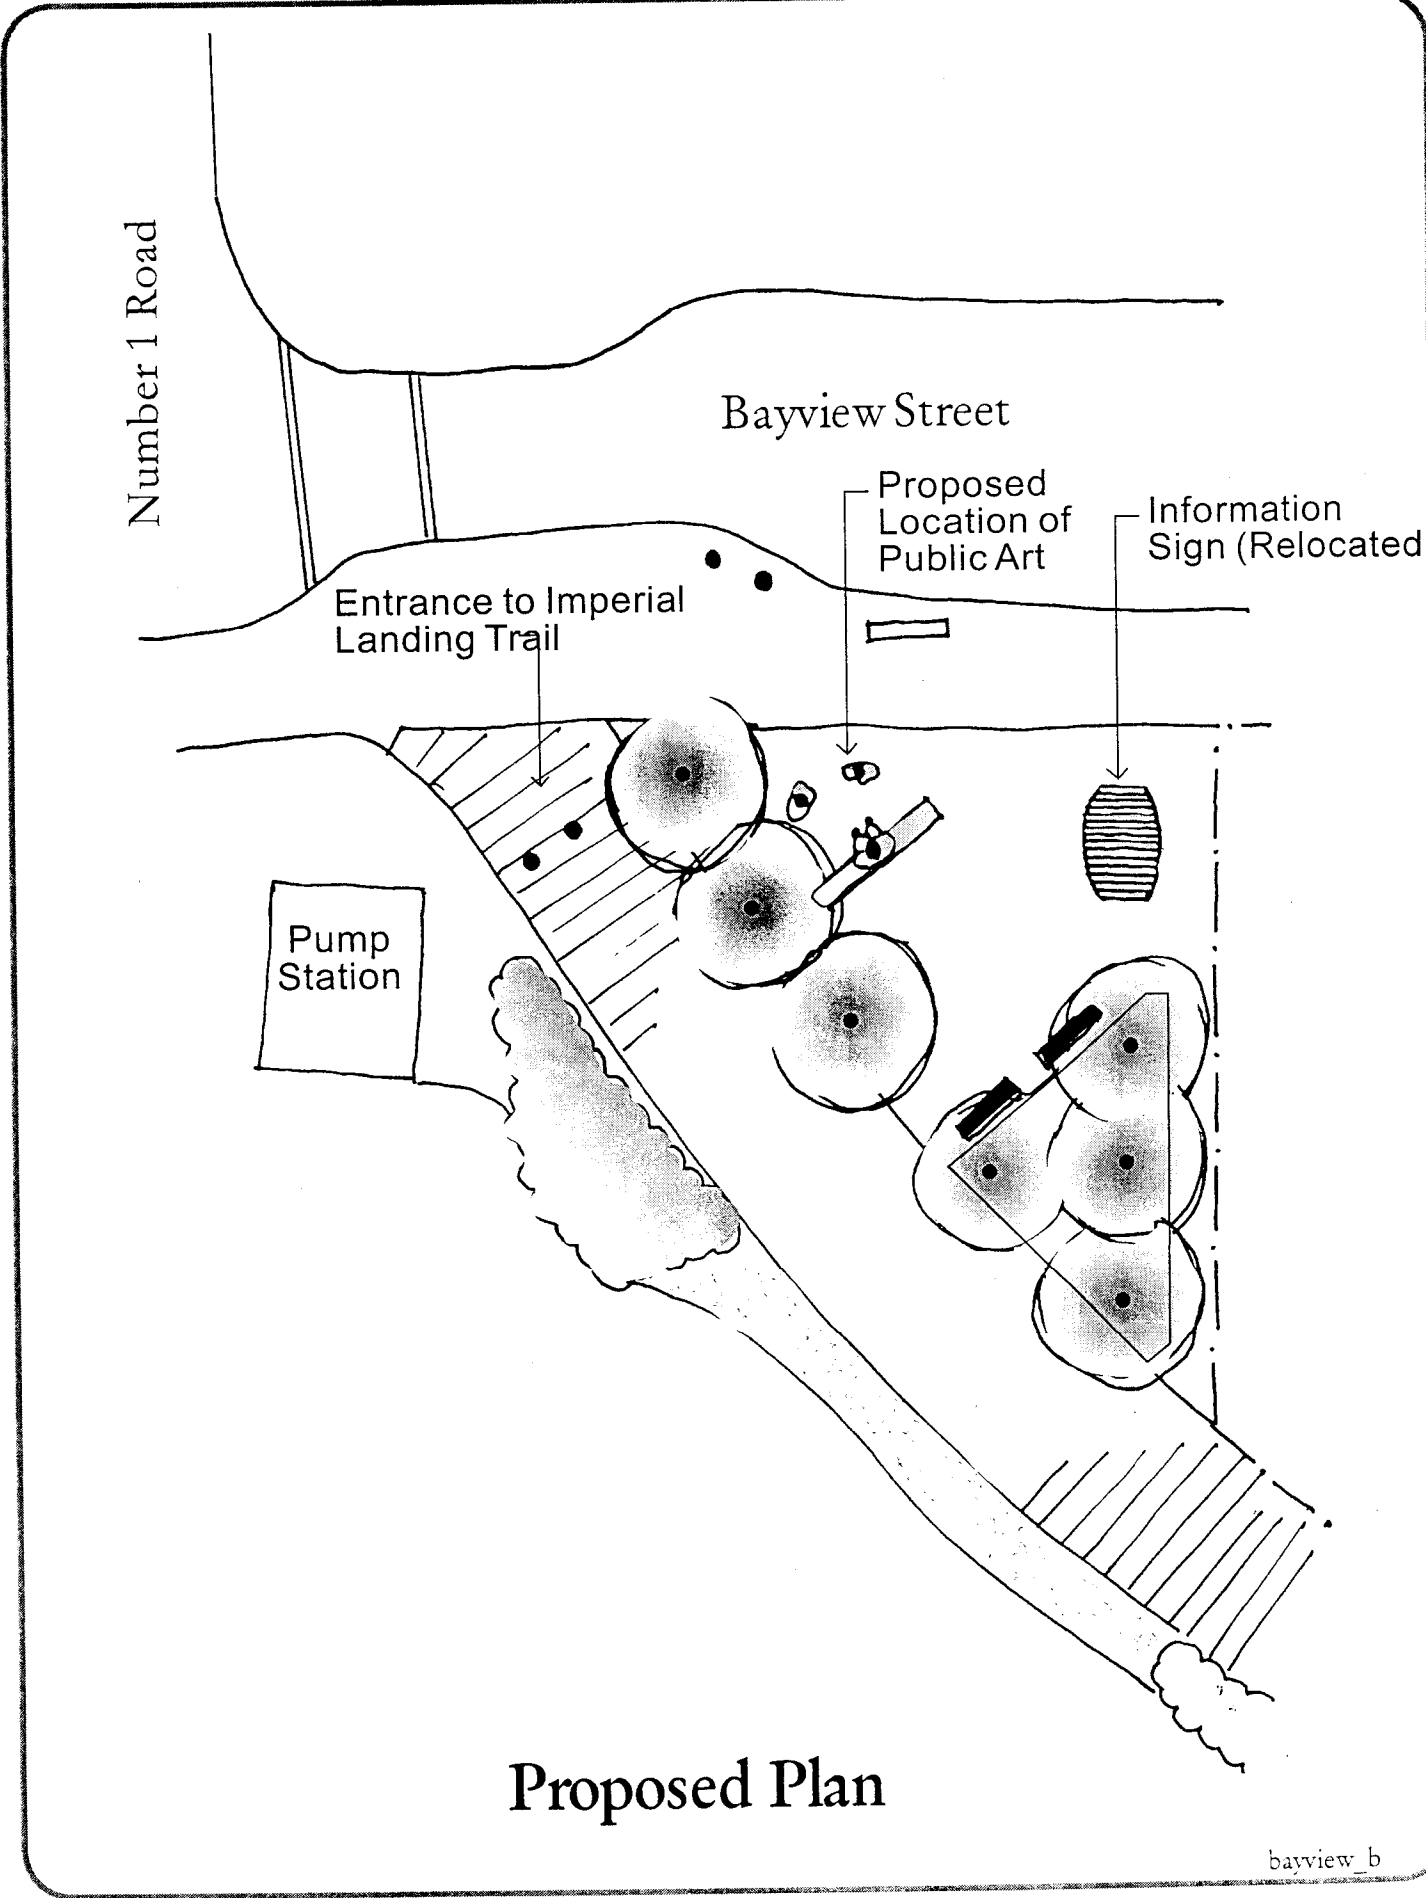 Number 1 Road
Bayview Street
Proposed
Location of
Public Art
Information
Sign (Relocated
Entrance to Imperial
Landing Trail
Pump
Station
Proposed Plan
bayview_b